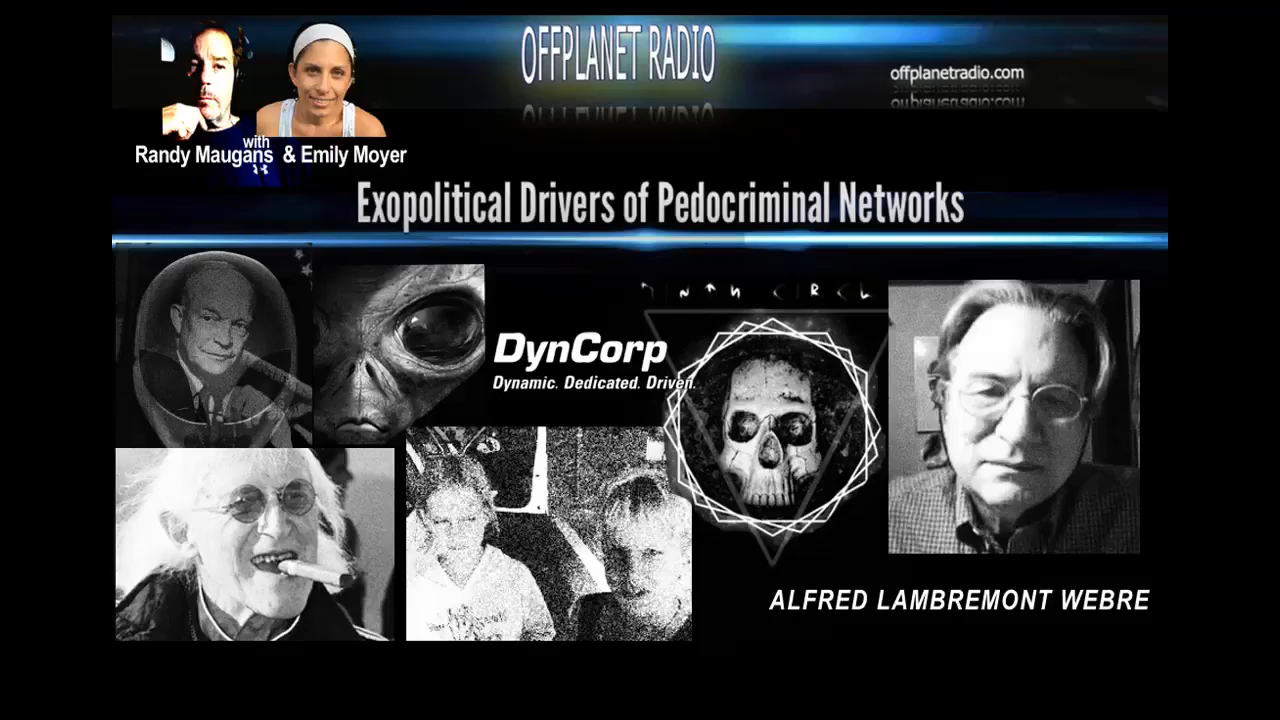 OFFPLANET RADIO
offplanetradio.com
with
Randy Maugans & Emily Moyer
Exopolitical Drivers of Pedocriminal Networks
DynCorp
Dynamic. Dedicated. Driven.
ALFRED LAMBREMONT WEBRE